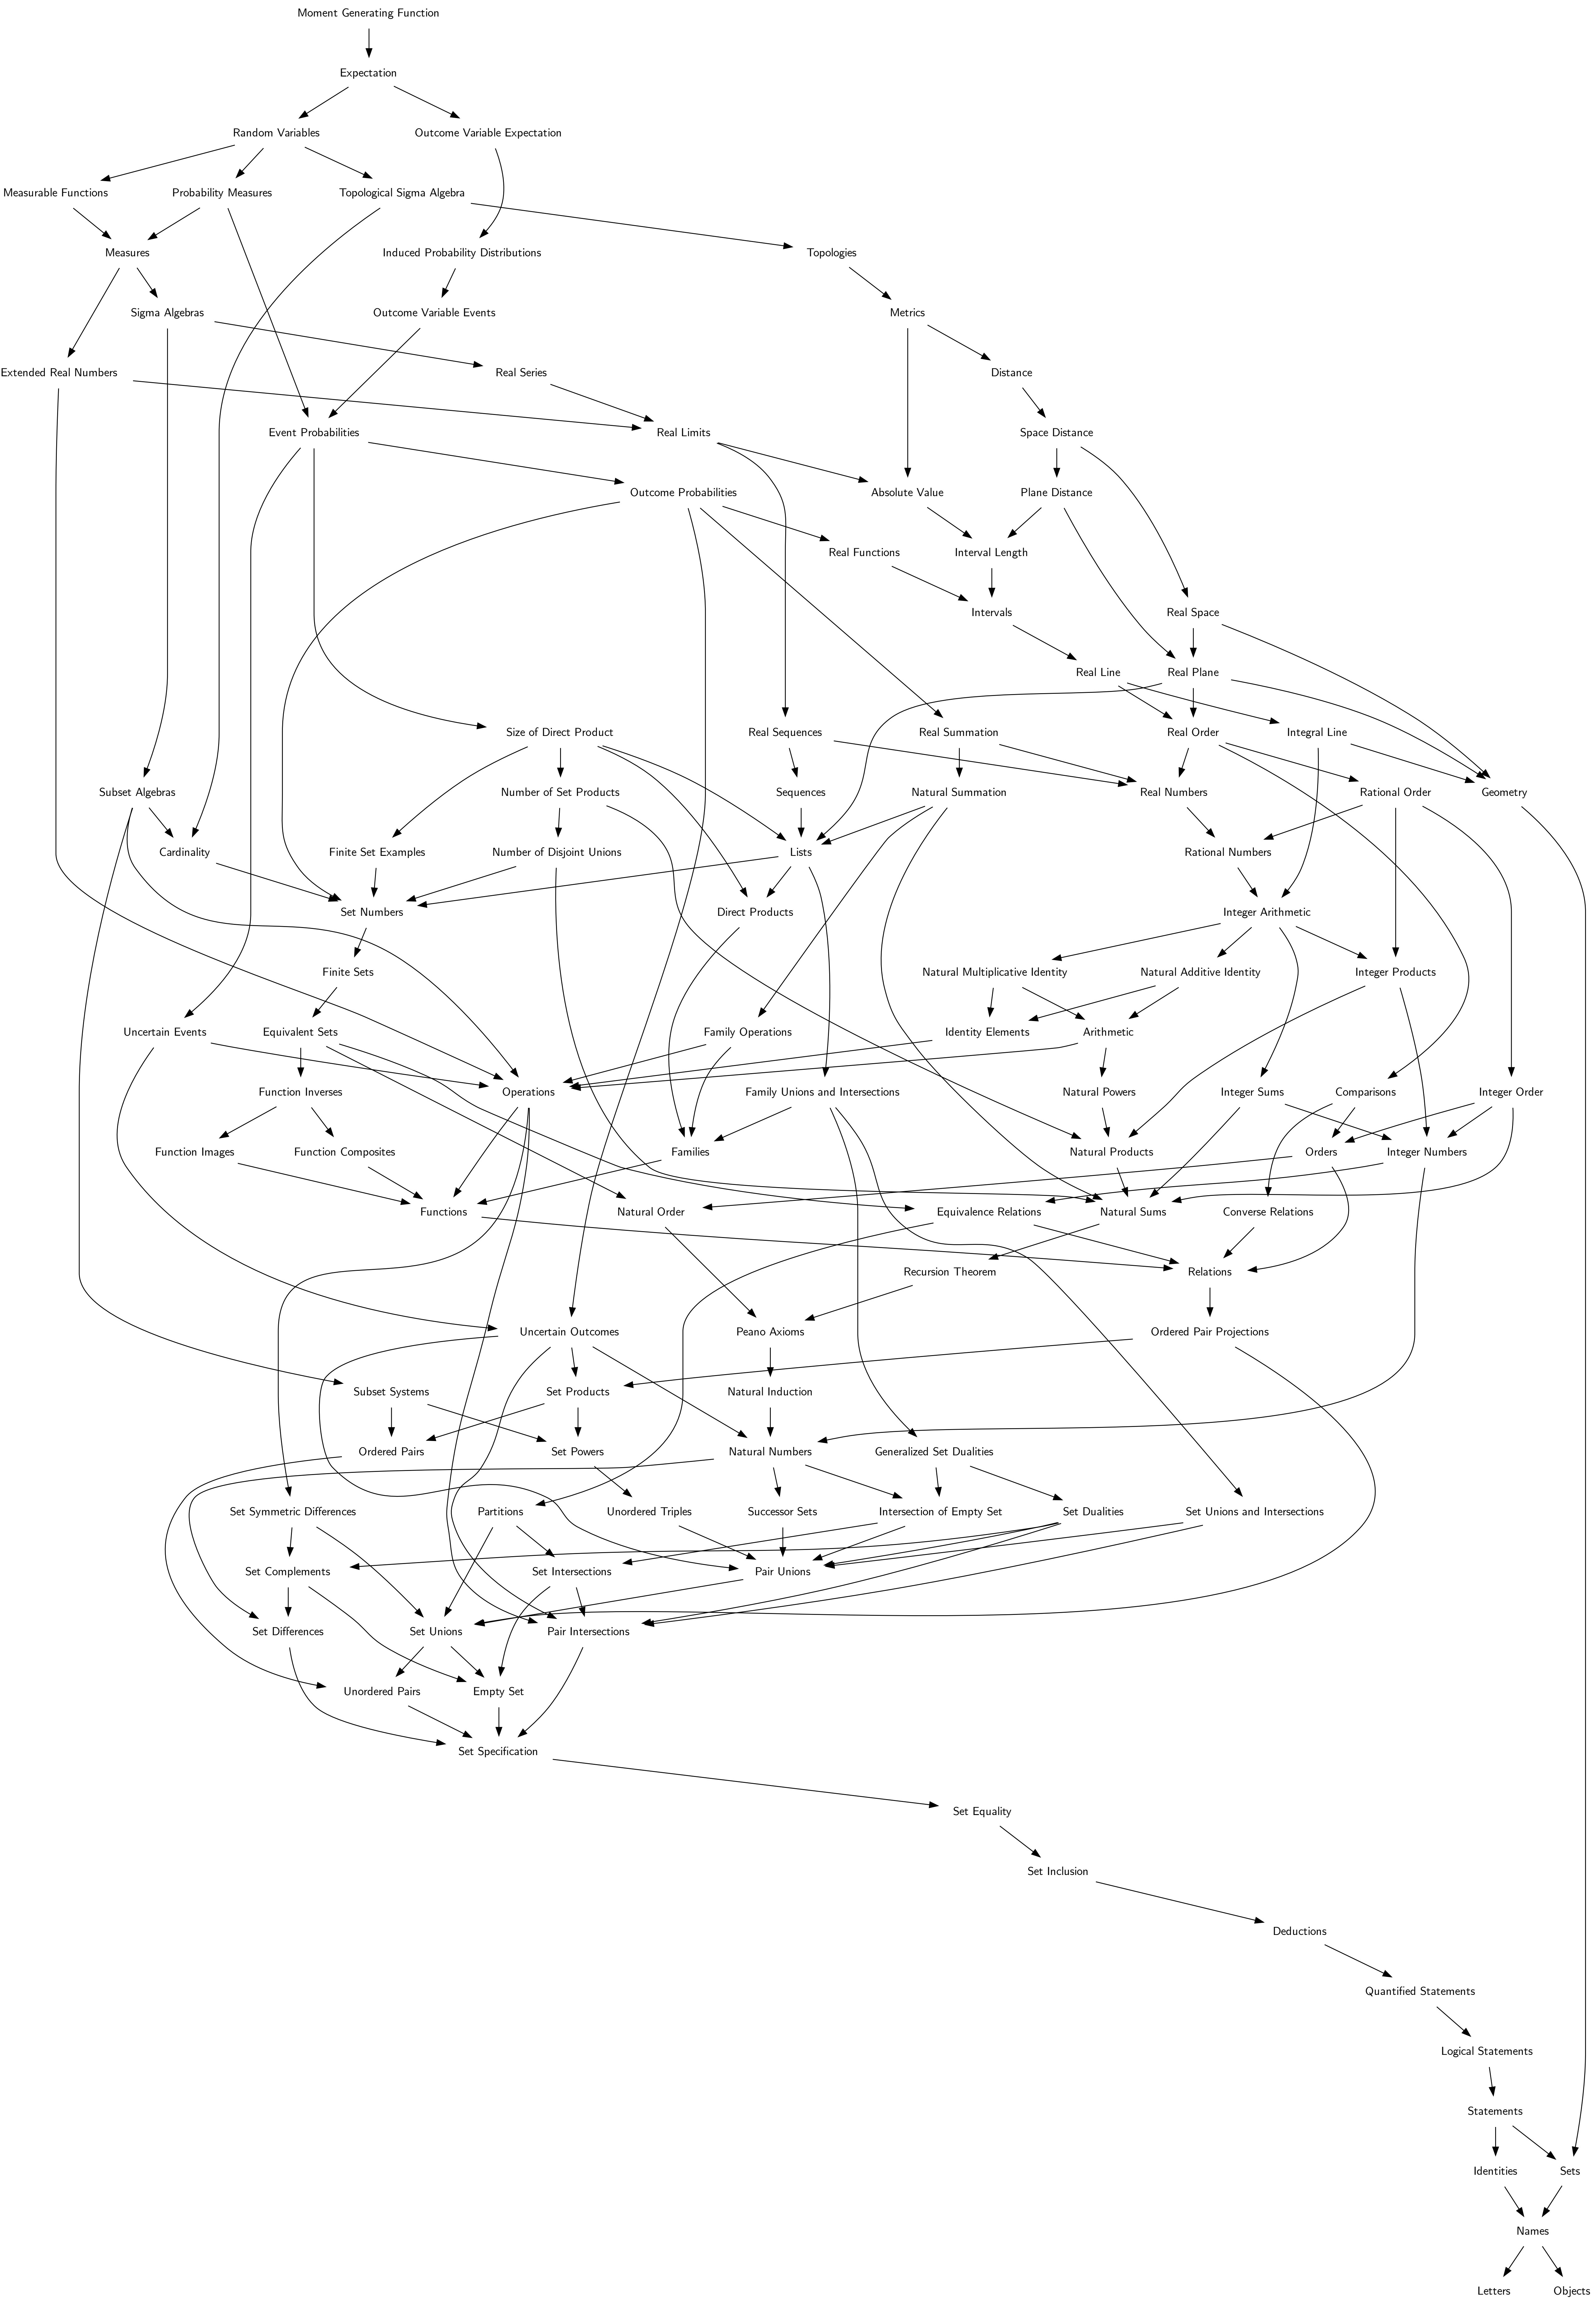 Moment Generating Function
Expectation
Random Variables
Outcome Variable Expectation
Measurable Functions
Probability Measures
Topological Sigma Algebra
Measures
Induced Probability Distributions
Topologies
Sigma Algebras
Outcome Variable Events
Metrics
Extended Real Numbers
Real Series
Distance
Event Probabilities
Real Limits
Space Distance
Outcome Probabilities
Absolute Value
Plane Distance
Real Functions
Interval Length
Intervals
Real Space
Real Line
Real Plane
Size of Direct Product
Real Sequences
Real Summation
Real Order
Integral Line
Subset Algebras
Number of Set Products
Sequences
Natural Summation
Real Numbers
Rational Order
Geometry
Cardinality
Finite Set Examples
Number of Disjoint Unions
Lists
Rational Numbers
Set Numbers
Direct Products
Integer Arithmetic
Finite Sets
Natural Multiplicative Identity
Natural Additive Identity
Integer Products
Uncertain Events
Equivalent Sets
Family Operations
Identity Elements
Arithmetic
Function Inverses
Operations
Family Unions and Intersections
Natural Powers
Integer Sums
Comparisons
Integer Order
Function Images
Function Composites
Families
Natural Products
Orders
Integer Numbers
Functions
Natural Order
Equivalence Relations
Natural Sums
Converse Relations
Recursion Theorem
Relations
Uncertain Outcomes
Peano Axioms
Ordered Pair Projections
Subset Systems
Set Products
Natural Induction
Ordered Pairs
Set Powers
Natural Numbers
Generalized Set Dualities
Set Symmetric Differences
Partitions
Unordered Triples
Successor Sets
Intersection of Empty Set
Set Dualities
Set Unions and Intersections
Set Complements
Set Intersections
Pair Unions
Set Differences
Set Unions
Pair Intersections
Unordered Pairs
Empty Set
Set Specification
Set Equality
Set Inclusion
Deductions
Quantified Statements
Logical Statements
Statements
Identities
Sets
Names
Letters
Objects